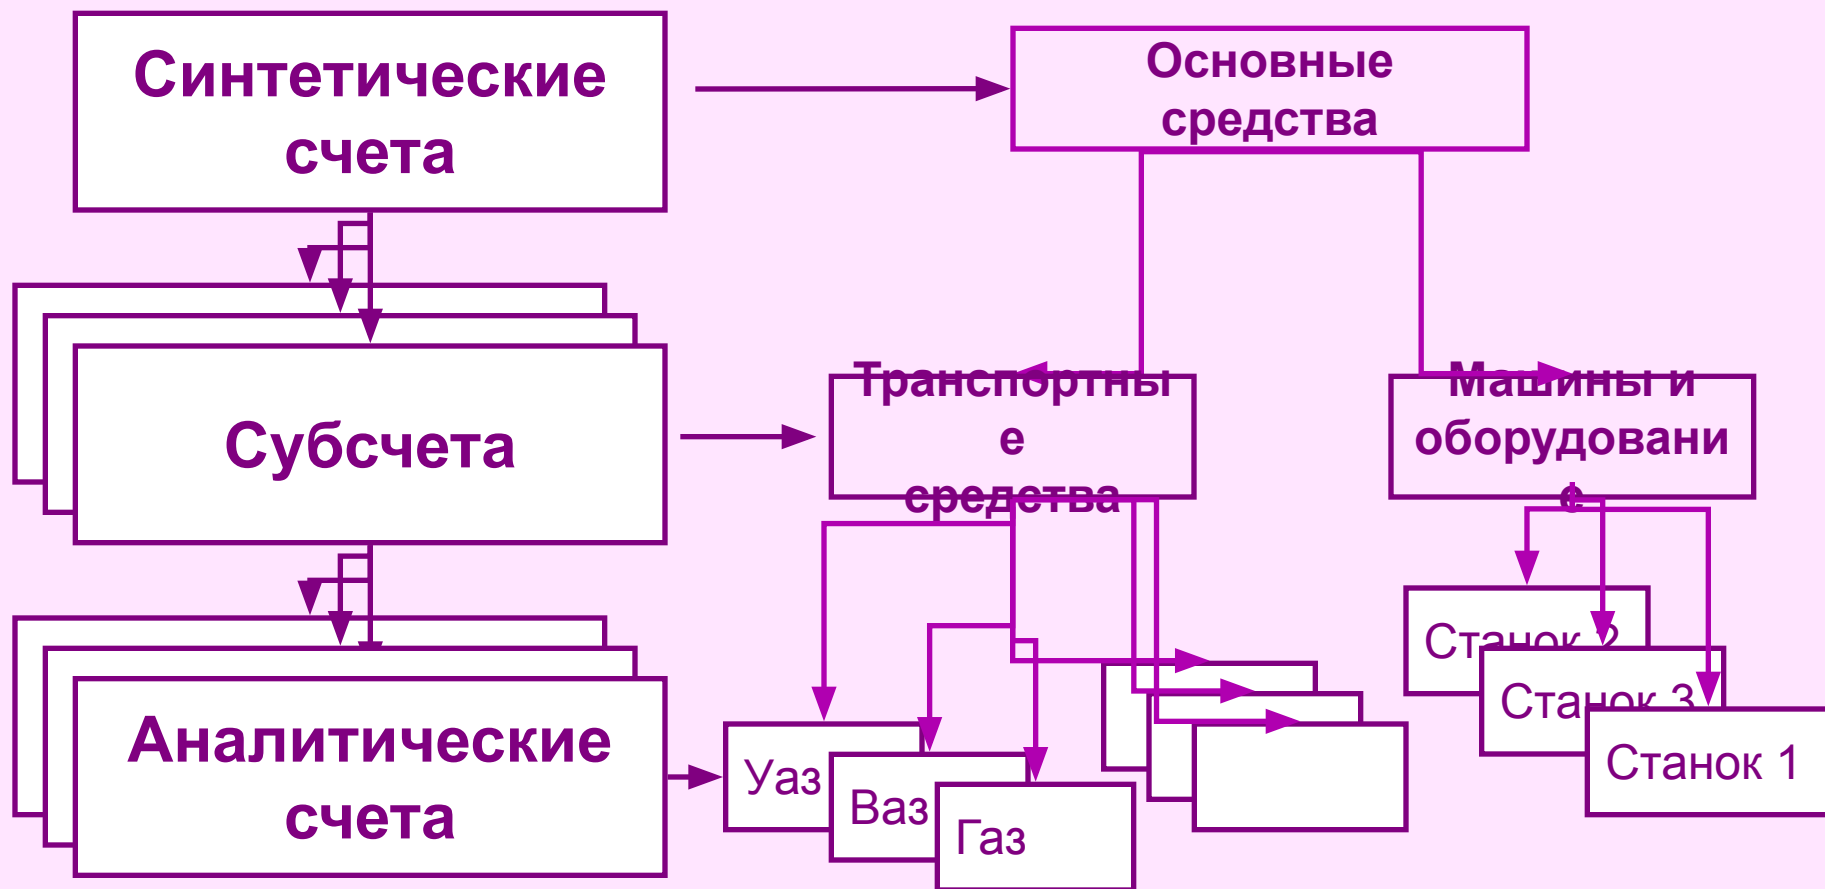 Синтетические
счета
Основные
средства
Субсчета
Транспортны
е
средства
Машины и
оборудовани
е
Аналитические
счета
Уаз
Ваз
Газ
Станок 2
Станок 3
Станок 1